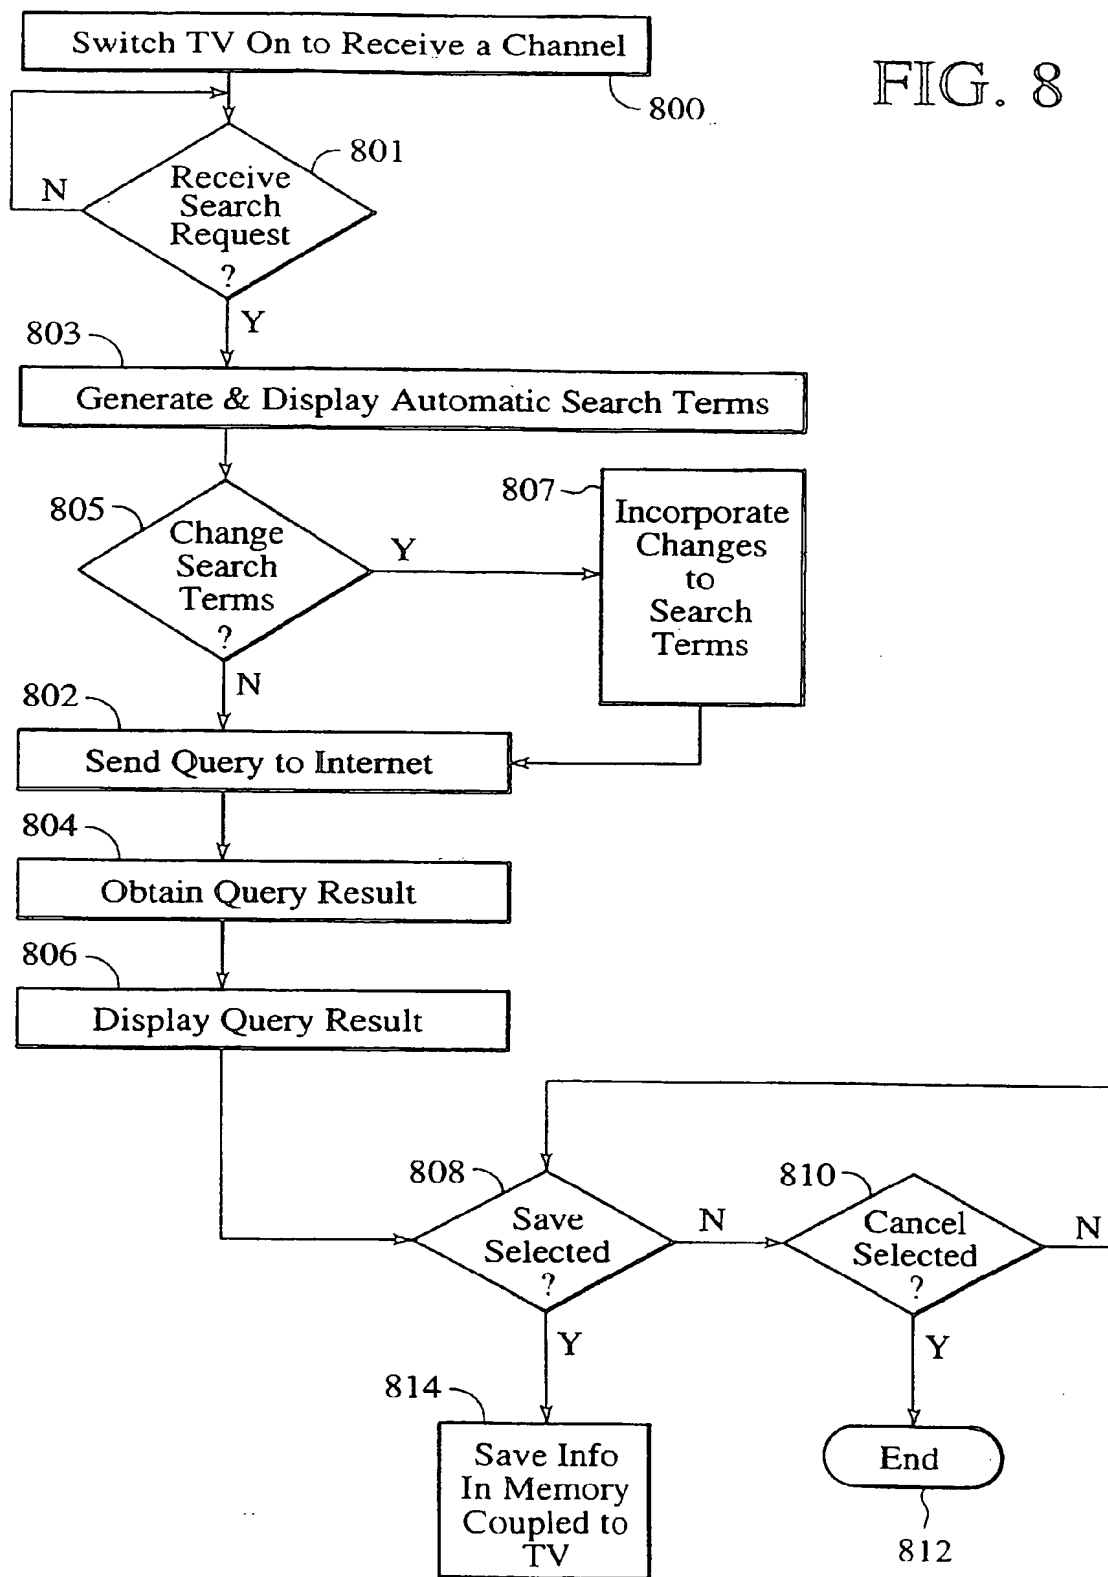 Switch TV On to Receive a Channel
800
FIG. 8
801
Receive
Search
Request
?
N
Y
803
Generate & Display Automatic Search Terms
805
Change
Search
Terms
?
Y
N
807
Incorporate
Changes
to
Search
Terms
802
Send Query to Internet
804
Obtain Query Result
806
Display Query Result
808
Save
Selected
?
N
Y
810
Cancel
Selected
?
N
Y
814
Save Info
In Memory
Coupled to
TV
End
812